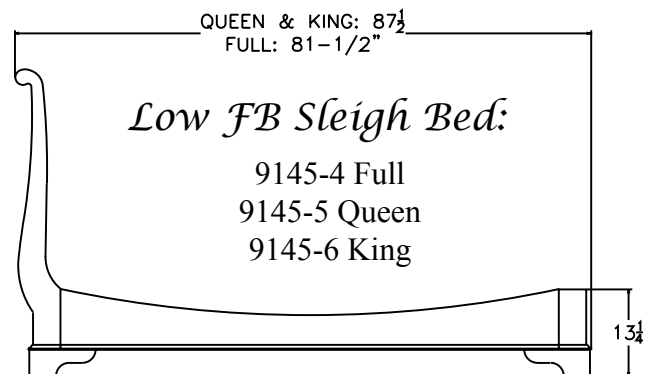 QUEEN & KING: 87½
FULL: 81-1/2"
Low FB Sleigh Bed:
9145-4 Full
9145-5 Queen
9145-6 King
13¼